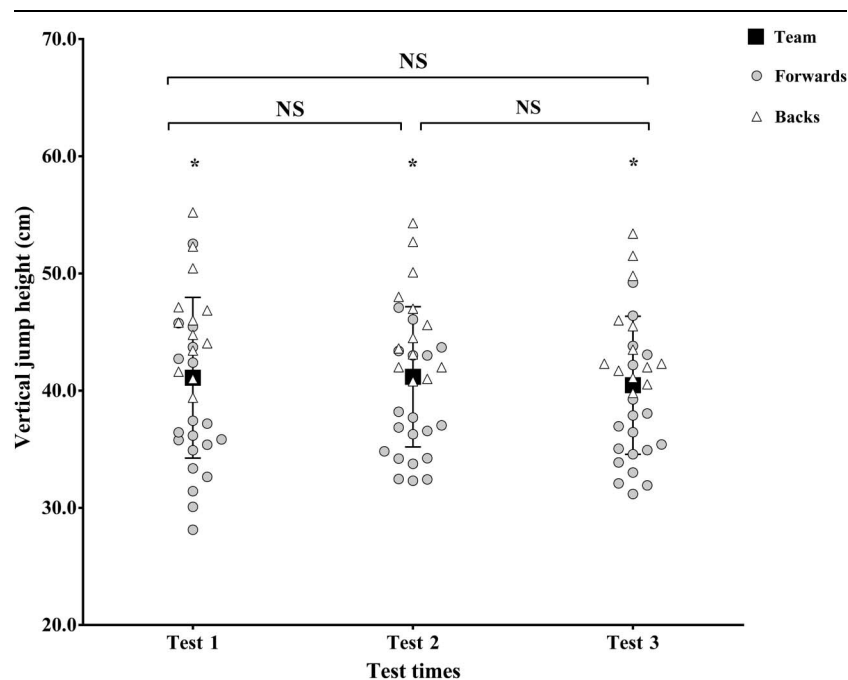 70.0
60.0
50.0
40.0
30.0
20.0
Vertical jump height (cm)
NS
NS
NS
*
*
*
Team
Forwards
Backs
Test 1
Test 2
Test 3
Test times